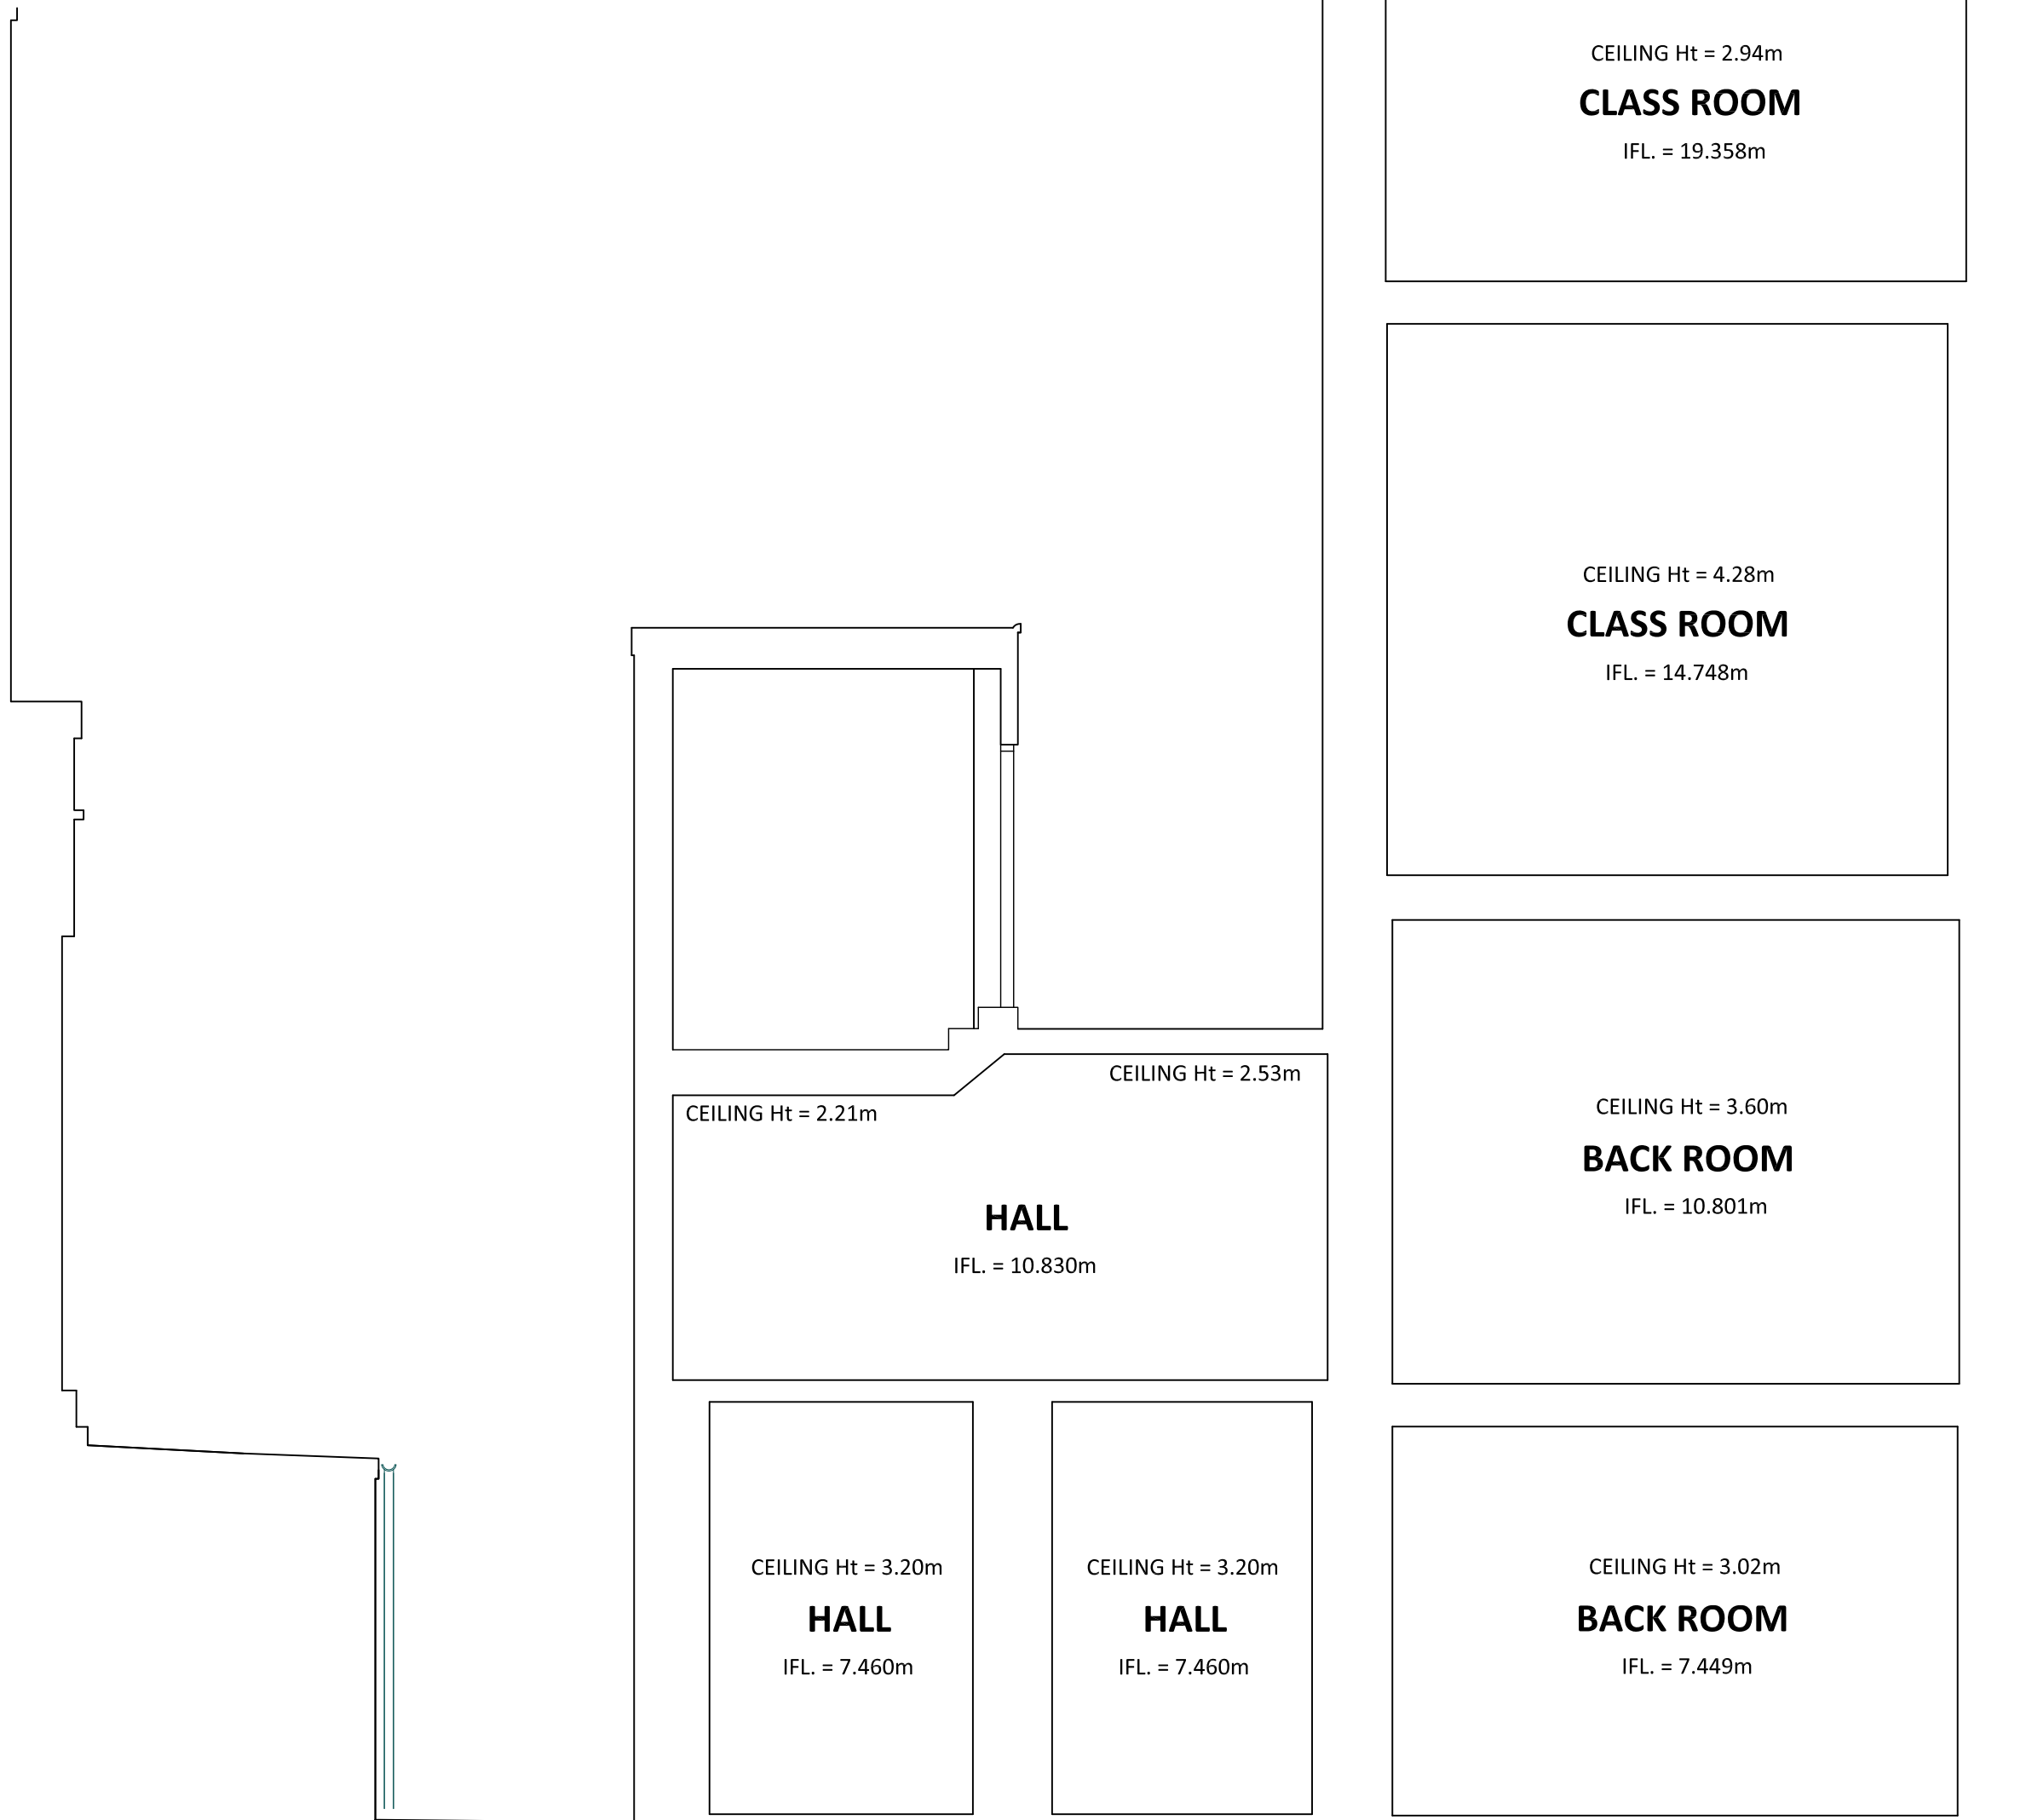 CEILING Ht = 2.94m
CLASS ROOM
IFL. = 19.358m
CEILING Ht = 4.28m
CLASS ROOM
IFL. = 14.748m
CEILING Ht = 2.53m
CEILING Ht = 2.21m
HALL
IFL. = 10.830m
CEILING Ht = 3.60m
BACK ROOM
IFL. = 10.801m
CEILING Ht = 3.20m
HALL
IFL. = 7.460m
CEILING Ht = 3.20m
HALL
IFL. = 7.460m
CEILING Ht = 3.02m
BACK ROOM
IFL. = 7.449m